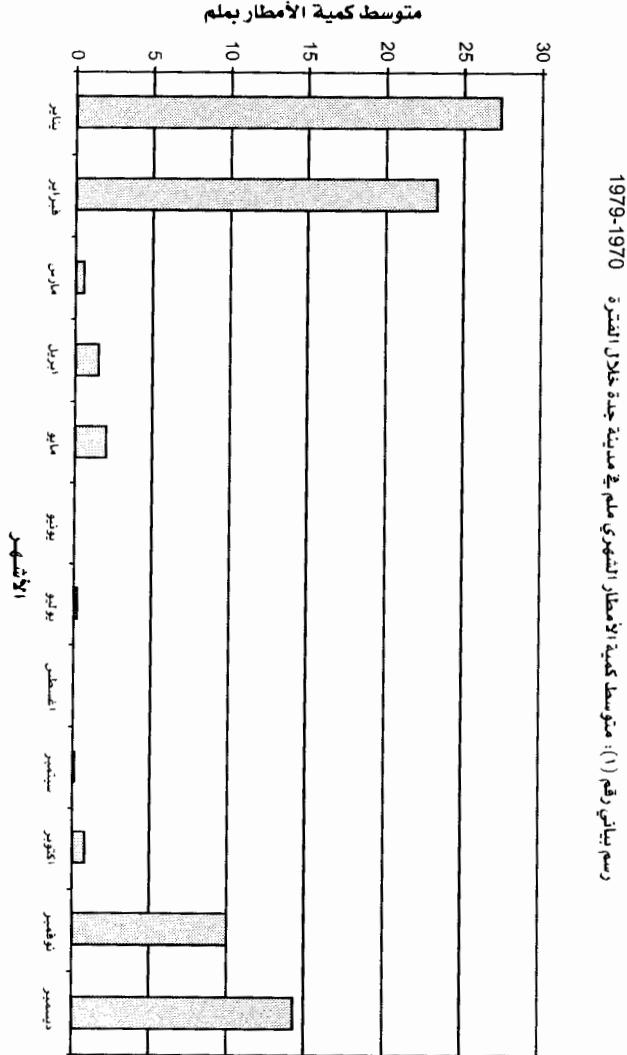 رسم بياني رقم (١): متوسط كمية الأمطار الشهري ملم في مدينة جدة خلال الفترة 1970-1979
متوسط كمية الأمطار بملم
30
25
20
15
10
5
0
يناير
فبراير
مارس
ابريل
مايو
يونيو
يوليو
اغسطس
سبتمبر
اكتوبر
نوفمبر
ديسمبر
الأشهر